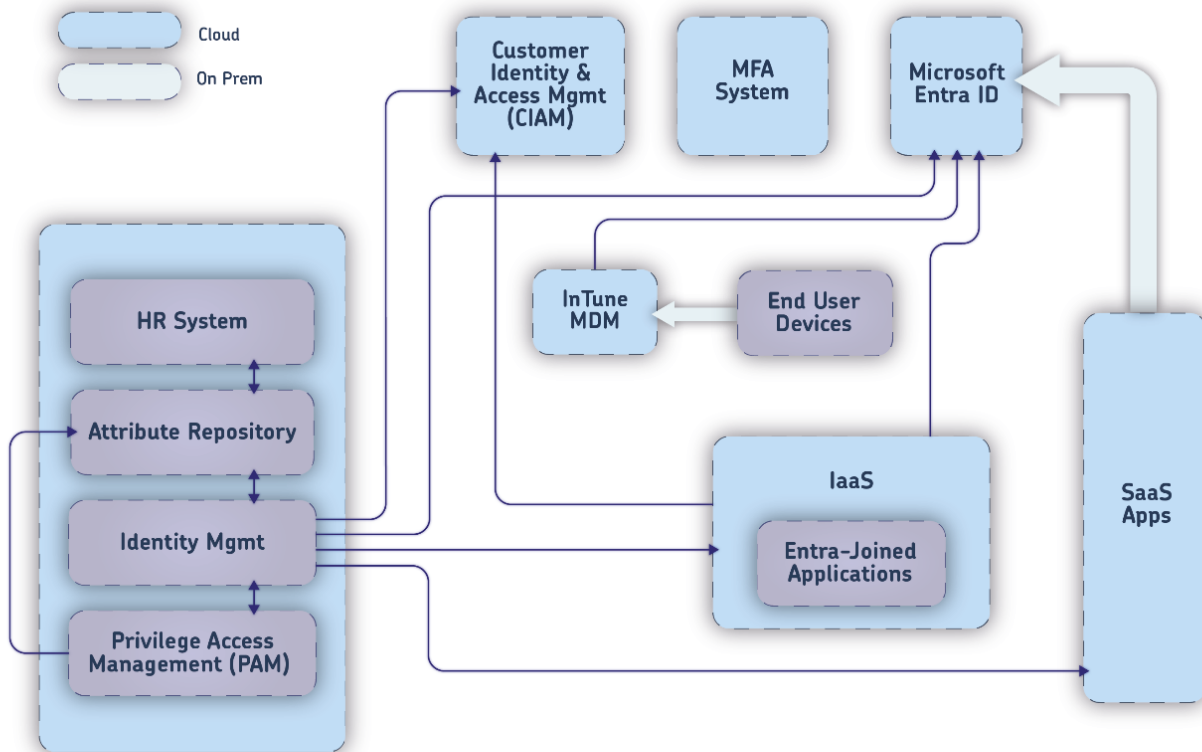 Cloud
On Prem
Customer
Identity &
Access Mgmt
(CIAM)
MFA
System
Microsoft
Entra ID
HR System
Attribute Repository
Identity Mgmt
Privilege Access
Management (PAM)
InTune
MDM
End User
Devices
IaaS
Entra-Joined
Applications
SaaS
Apps